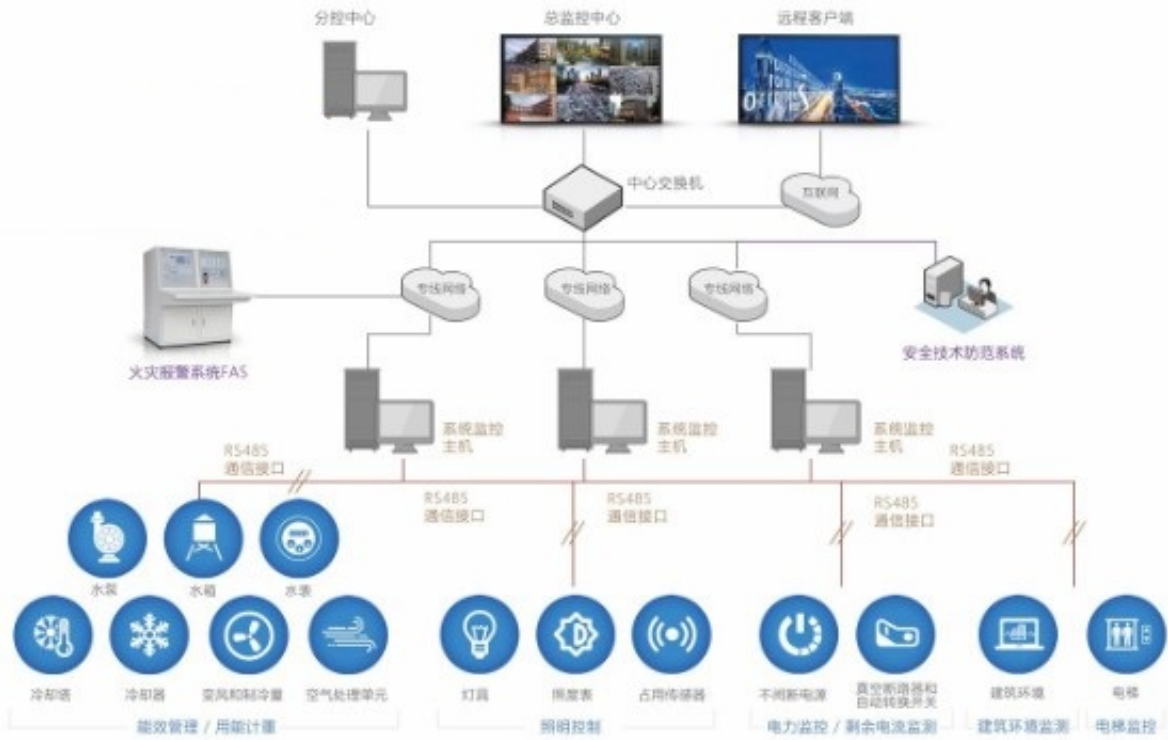 分控中心
总监控中心
远程客户端
中心交换机
互联网
专线网络
专线网络
专线网络
火灾报警系统FAS
安全技术防范系统
系统监控
主机
系统监控
主机
系统监控
主机
RS485
通信接口
RS485
通信接口
RS485
通信接口
RS485
通信接口
RS485
通信接口
水泵
水箱
水表
冷却塔
冷却器
变风和制冷量
空气处理单元
灯具
照度表
占用传感器
不间断电源
真空断路器和
自动转换开关
建筑环境
电梯
能效管理 / 用能计量
照明控制
电力监控 / 剩余电流监测
建筑环境监测
电梯监控